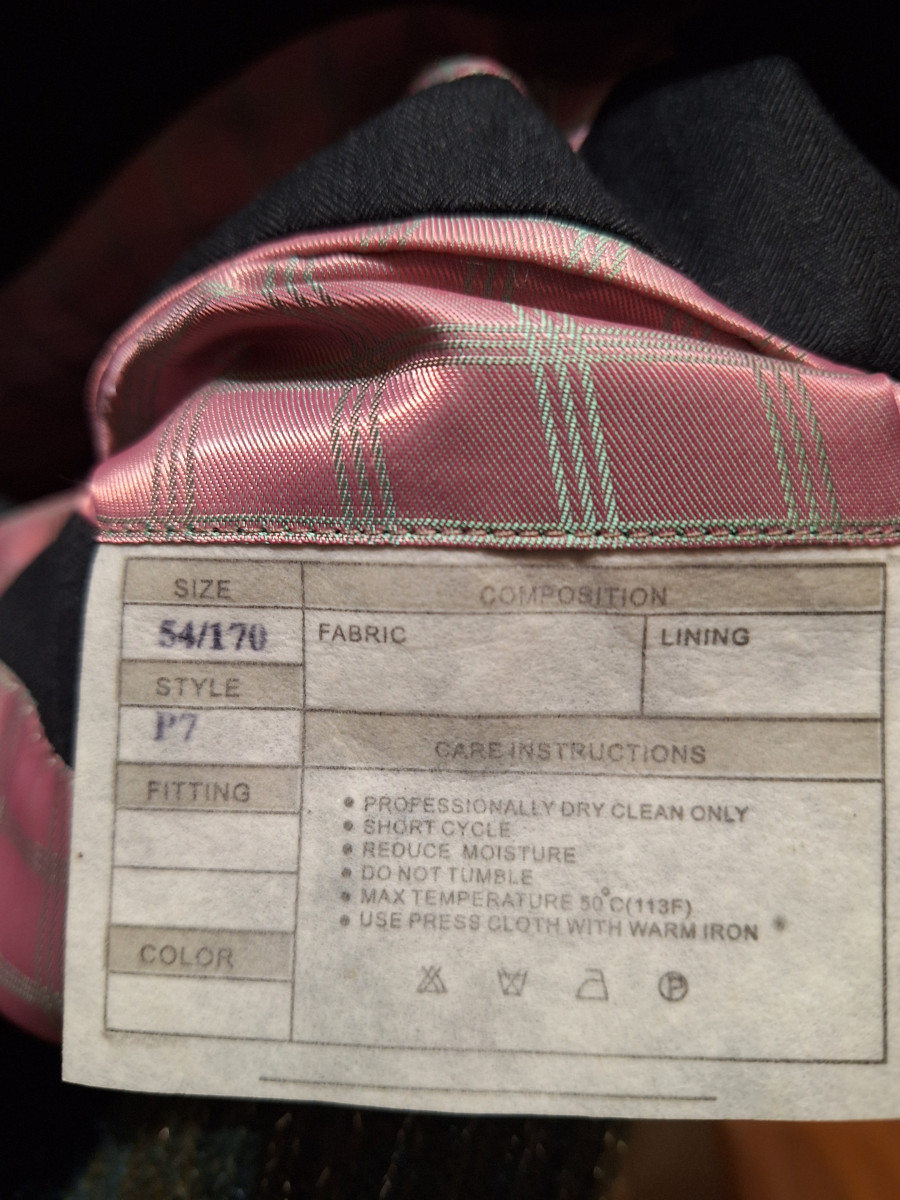 SIZE
COMPOSITION
54/170
FABRIC
LINING
STYLE
P7
CARE INSTRUCTIONS
FITTING
• PROFESSIONALLY DRY CLEAN ONLY
• SHORT CYCLE
• REDUCE MOISTURE
• DO NOT TUMBLE
• MAX TEMPERATURE 50°C(113F)
• USE PRESS CLOTH WITH WARM IRON
COLOR
P